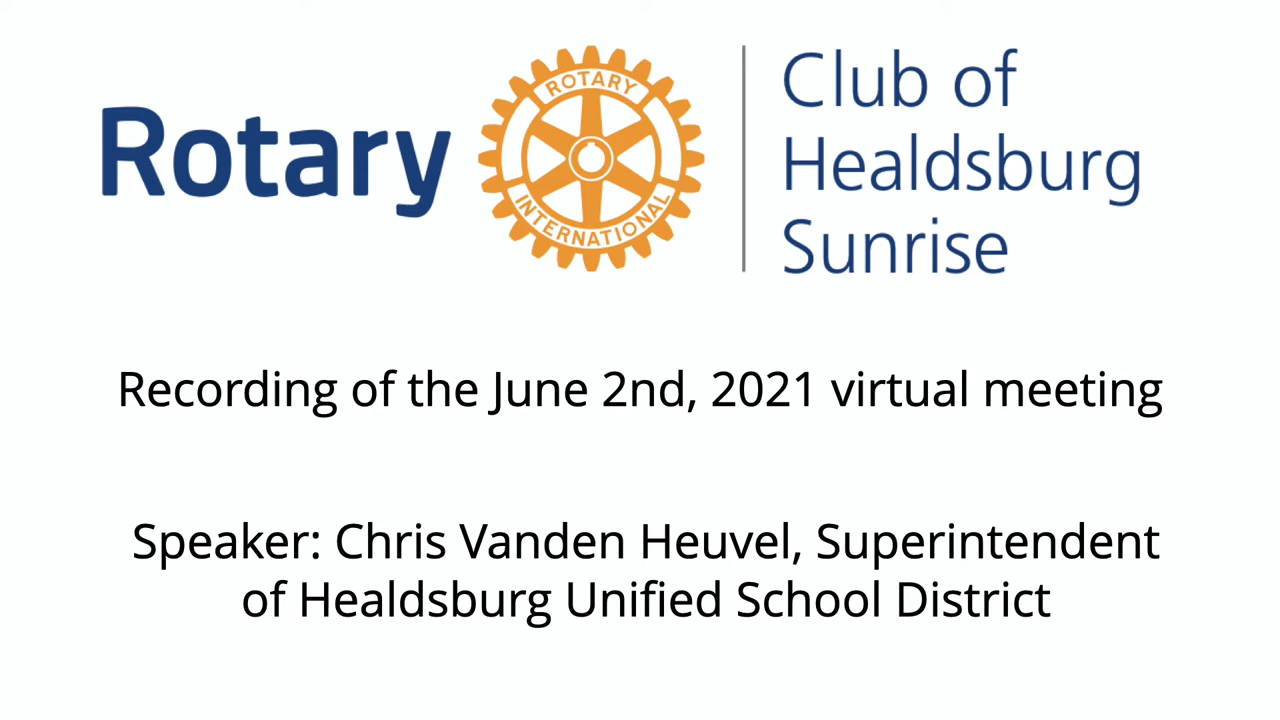 Rotary
ROTARY
INTERNATIONAL
Club of
Healdsburg
Sunrise
Recording of the June 2nd, 2021 virtual meeting
Speaker: Chris Vanden Heuvel, Superintendent
of Healdsburg Unified School District